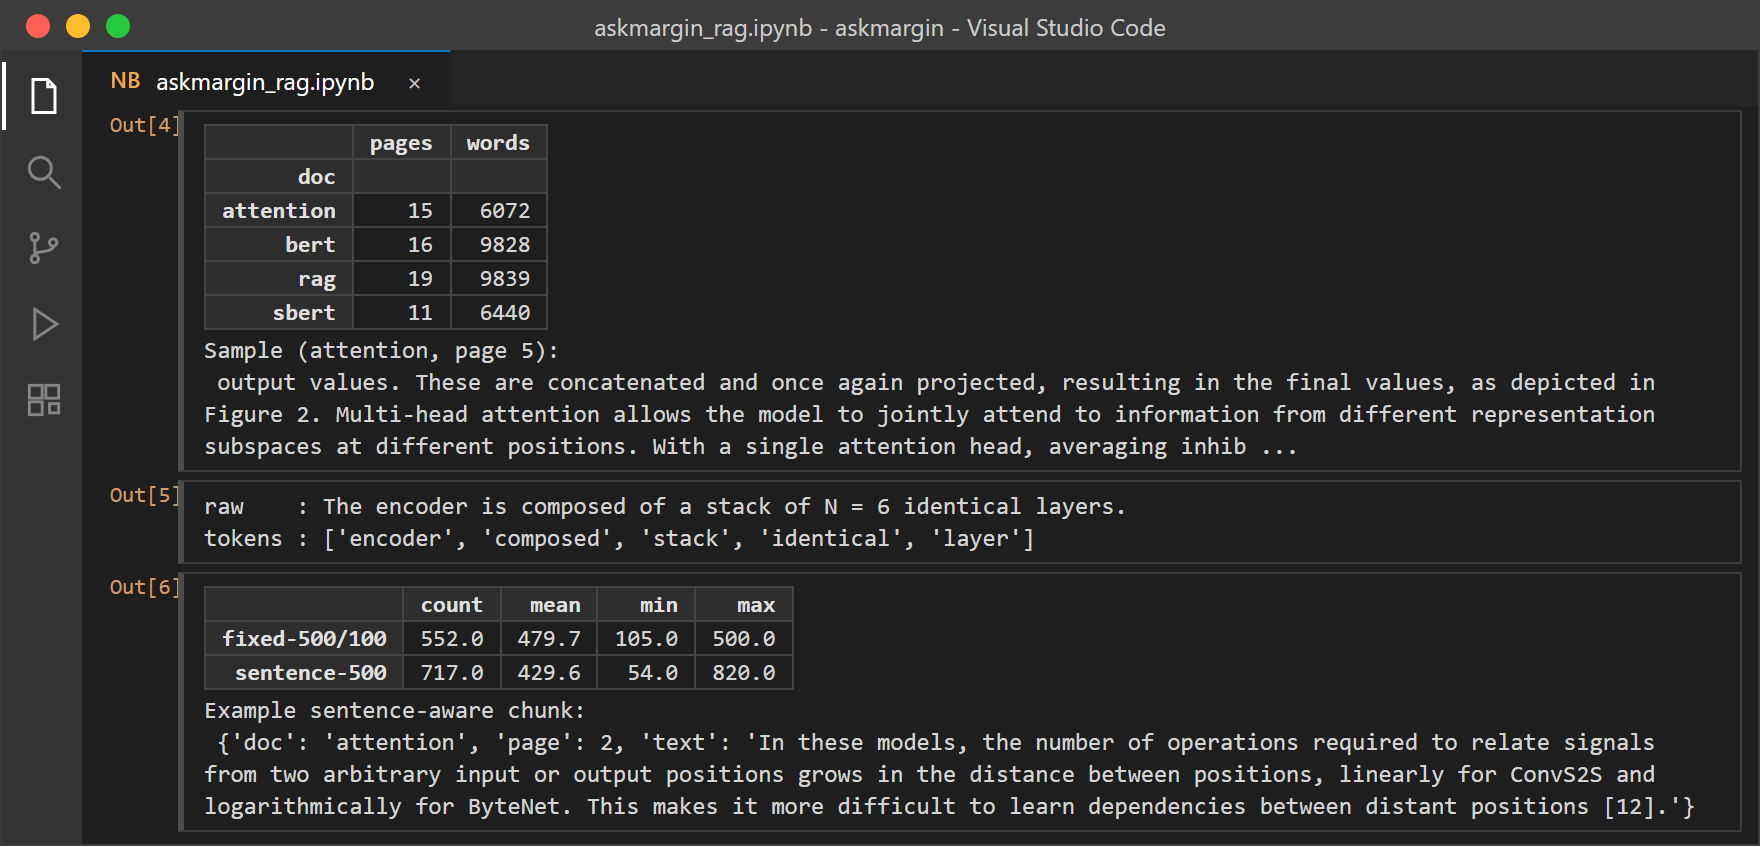 askmargin_rag.ipynb - askmargin - Visual Studio Code
NB askmargin_rag.ipynb ×
Out[4]
pages words
doc
attention 15 6072
bert 16 9828
rag 19 9839
sbert 11 6440
Sample (attention, page 5):
output values. These are concatenated and once again projected, resulting in the final values, as depicted in
Figure 2. Multi-head attention allows the model to jointly attend to information from different representation
subspaces at different positions. With a single attention head, averaging inhib ...
Out[5]
raw    : The encoder is composed of a stack of N = 6 identical layers.
tokens : ['encoder', 'composed', 'stack', 'identical', 'layer']
Out[6]
count mean min max
fixed-500/100 552.0 479.7 105.0 500.0
sentence-500 717.0 429.6 54.0 820.0
Example sentence-aware chunk:
{'doc': 'attention', 'page': 2, 'text': 'In these models, the number of operations required to relate signals
from two arbitrary input or output positions grows in the distance between positions, linearly for ConvS2S and
logarithmically for ByteNet. This makes it more difficult to learn dependencies between distant positions [12].'}